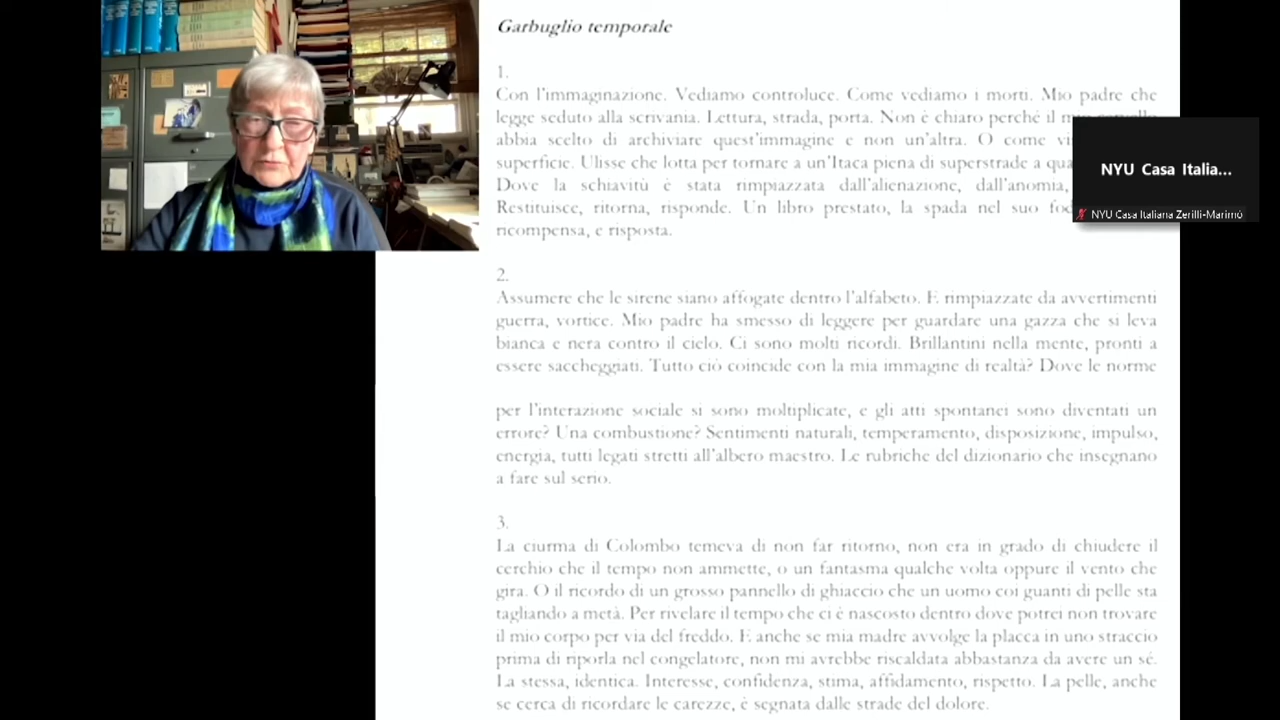 Garbuglio temporale
1.
Con l'immaginazione. Vediamo controluce. Come vediamo i morti. Mio padre che
legge seduto alla scrivania. Lettura, strada, porta. Non è chiaro perché il
abbia scelto di archiviare quest'immagine e non un'altra. O come
superficie. Ulisse che lotta per tornare a un'Itaca piena di superstrade a
Dove la schiavitù è stata rimpiazzata dall'alienazione, dall'anomia,
Restituisce, ritorna, risponde. Un libro prestato, la spada nel suo
ricompensa, e risposta.
2.
Assumere che le sirene siano affogate dentro l'alfabeto. E rimpiazzate da avvertimenti
guerra, vortice. Mio padre ha smesso di leggere per guardare una gazza che si leva
bianca e nera contro il cielo. Ci sono molti ricordi. Brillantini nella mente, pronti a
essere saccheggiati. Tutto ciò coincide con la mia immagine di realtà? Dove le norme
per l'interazione sociale si sono moltiplicate, e gli atti spontanei sono diventati un
errore? Una combustione? Sentimenti naturali, temperamento, disposizione, impulso,
energia, tutti legati stretti all'albero maestro. Le rubriche del dizionario che insegnano
a fare sul serio.
3.
La ciurma di Colombo temeva di non far ritorno, non era in grado di chiudere il
cerchio che il tempo non ammette, o un fantasma qualche volta oppure il vento che
gira. O il ricordo di un grosso pannello di ghiaccio che un uomo coi guanti di pelle sta
tagliando a metà. Per rivelare il tempo che ci è nascosto dentro dove potrei non trovare
il mio corpo per via del freddo. E anche se mia madre avvolge la placca in uno straccio
prima di riporla nel congelatore, non mi avrebbe riscaldata abbastanza da avere un sé.
La stessa, identica. Interesse, confidenza, stima, affidamento, rispetto. La pelle, anche
se cerca di ricordare le carezze, è segnata dalle strade del dolore.
NYU Casa Italia...
NYU Casa Italiana Zerilli-Marimò